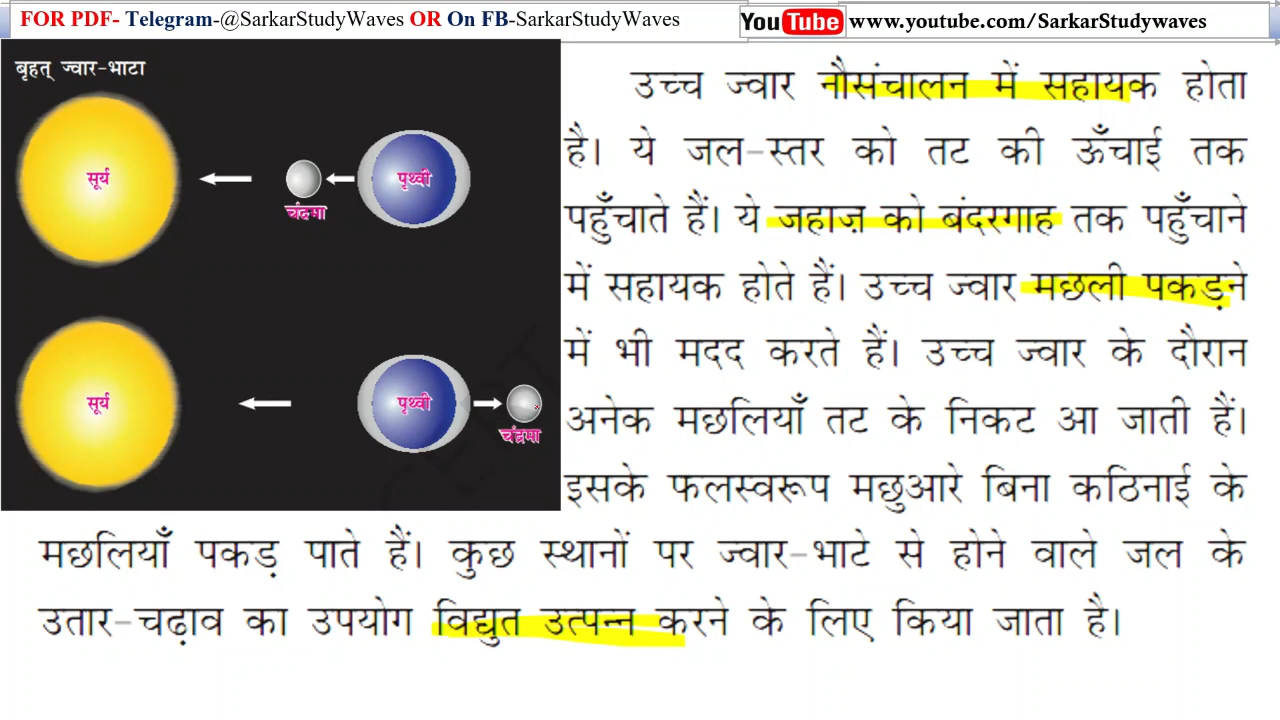 FOR PDF- Telegram-@SarkarStudyWaves OR On FB-SarkarStudyWaves
YouTube www.youtube.com/SarkarStudywaves
बृहत् ज्वार-भाटा
सूर्य
चंद्रमा
पृथ्वी
सूर्य
पृथ्वी
चंद्रमा
उच्च ज्वार नौसंचालन में सहायक होता
है। ये जल-स्तर को तट की ऊँचाई तक
पहुँचाते हैं। ये जहाज़ को बंदरगाह तक पहुँचाने
में सहायक होते हैं। उच्च ज्वार मछली पकड़ने
में भी मदद करते हैं। उच्च ज्वार के दौरान
अनेक मछलियाँ तट के निकट आ जाती हैं।
इसके फलस्वरूप मछुआरे बिना कठिनाई के
मछलियाँ पकड़ पाते हैं। कुछ स्थानों पर ज्वार-भाटे से होने वाले जल के
उतार-चढ़ाव का उपयोग विद्युत उत्पन्न करने के लिए किया जाता है।